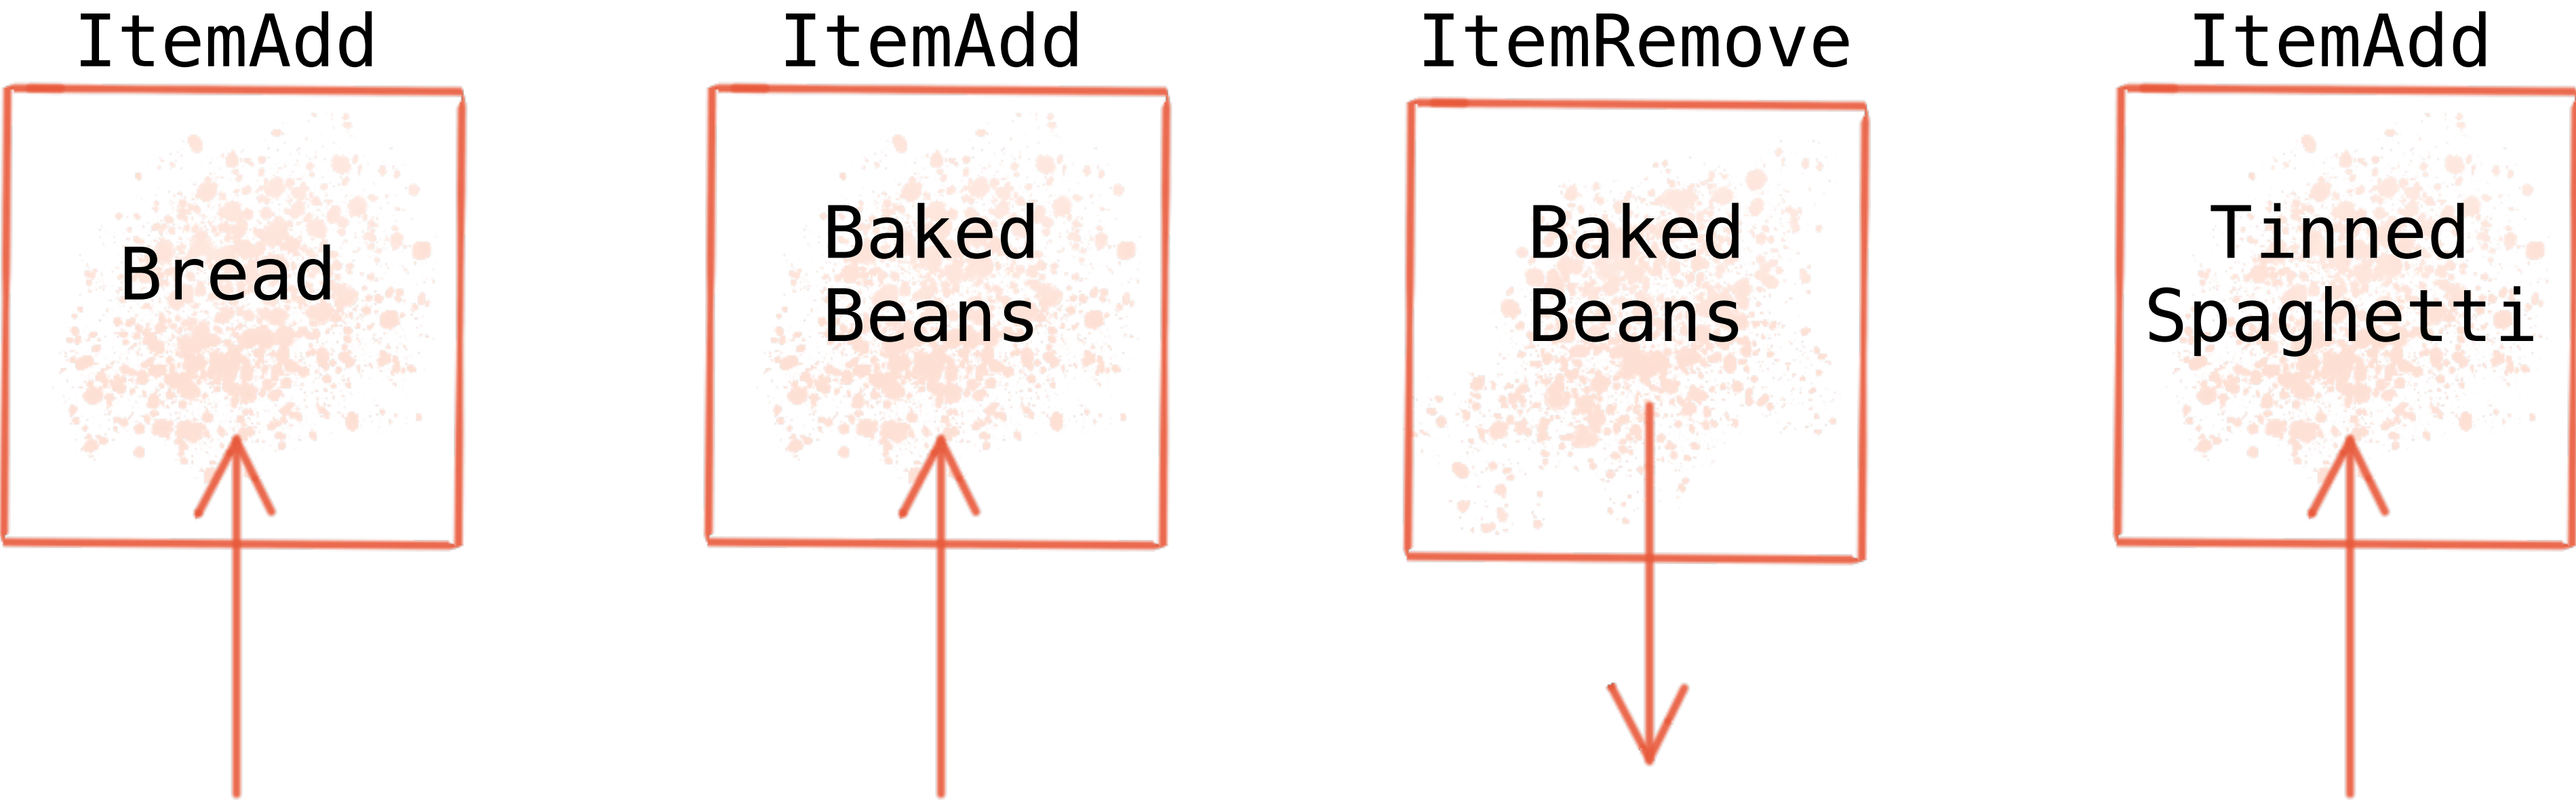 ItemAdd
Bread
ItemAdd
Baked
Beans
ItemRemove
Baked
Beans
ItemAdd
Tinned
Spaghetti